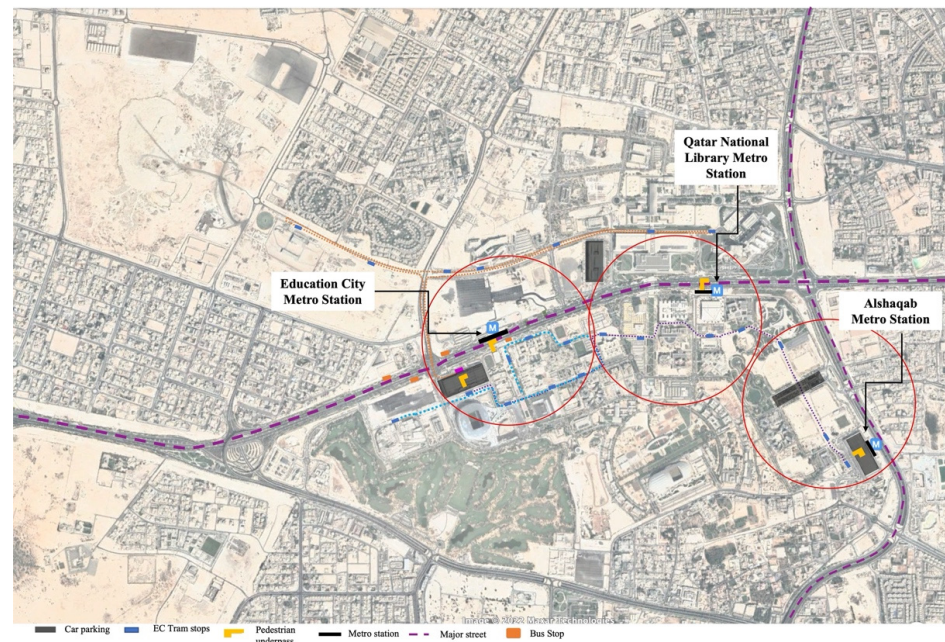 Qatar National
Library Metro
Station
Education City
Metro Station
Alshaqab
Metro Station
M
M
M
Image © 2022 Maxar Technologies
Car parking
EC Tram stops
Pedestrian
underpass
Metro station
Major street
Bus Stop